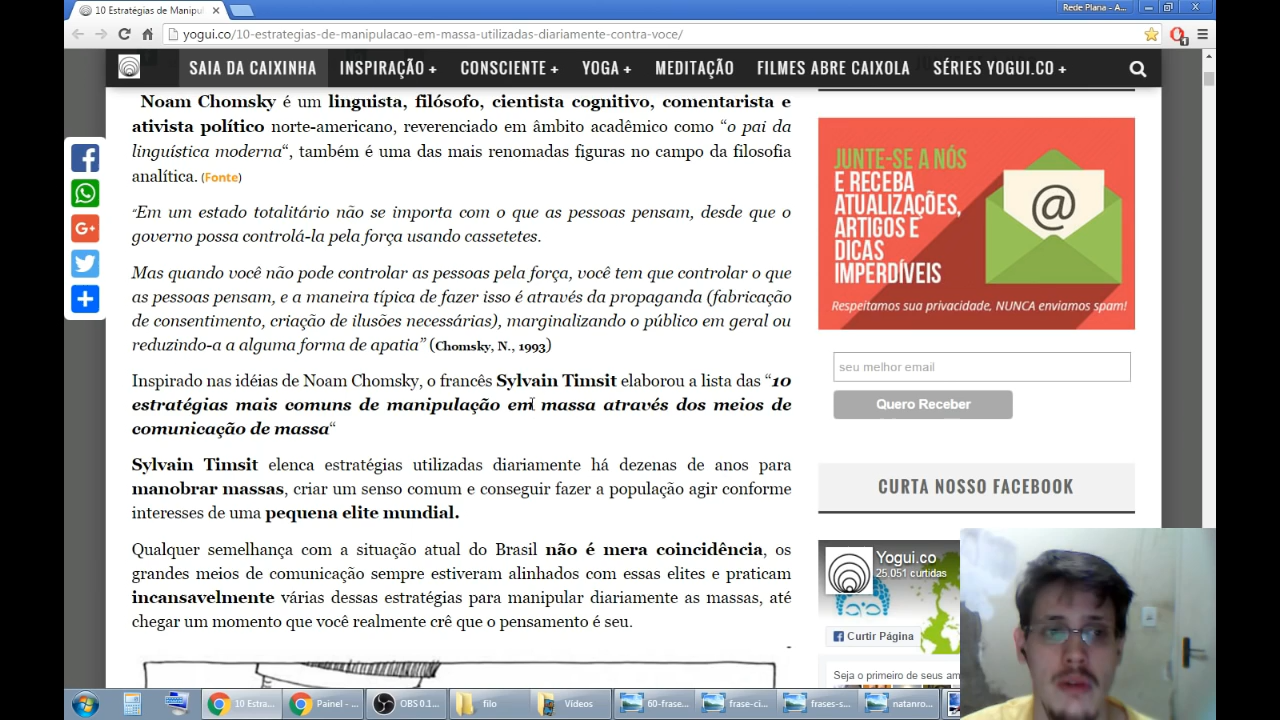 10 Estratégias de Manipul
Rede Plana - A...
yogui.co/10-estrategias-de-manipulacao-em-massa-utilizadas-diariamente-contra-voce/
SAIA DA CAIXINHA INSPIRAÇÃO + CONSCIENTE + YOGA + MEDITAÇÃO FILMES ABRE CAIXOLA SÉRIES YOGUI.CO +
Noam Chomsky é um linguista, filósofo, cientista cognitivo, comentarista e
ativista político norte-americano, reverenciado em âmbito acadêmico como “o pai da
linguística moderna“, também é uma das mais renomadas figuras no campo da filosofia
analítica. (Fonte)
“Em um estado totalitário não se importa com o que as pessoas pensam, desde que o
governo possa controlá-la pela força usando cassetetes.
Mas quando você não pode controlar as pessoas pela força, você tem que controlar o que
as pessoas pensam, e a maneira típica de fazer isso é através da propaganda (fabricação
de consentimento, criação de ilusões necessárias), marginalizando o público em geral ou
reduzindo-a a alguma forma de apatia” (Chomsky, N., 1993)
Inspirado nas idéias de Noam Chomsky, o francês Sylvain Timsit elaborou a lista das “10
estratégias mais comuns de manipulação em massa através dos meios de
comunicação de massa“
Sylvain Timsit elenca estratégias utilizadas diariamente há dezenas de anos para
manobrar massas, criar um senso comum e conseguir fazer a população agir conforme
interesses de uma pequena elite mundial.
Qualquer semelhança com a situação atual do Brasil não é mera coincidência, os
grandes meios de comunicação sempre estiveram alinhados com essas elites e praticam
incansavelmente várias dessas estratégias para manipular diariamente as massas, até
chegar um momento que você realmente crê que o pensamento é seu.
JUNTE-SE A NÓS
E RECEBA
ATUALIZAÇÕES,
ARTIGOS E
DICAS
IMPERDÍVEIS
@
Respeitamos sua privacidade, NUNCA enviamos spam!
seu melhor email
Quero Receber
CURTA NOSSO FACEBOOK
Yogui.co
25.051 curtidas
Curtir Página
Seja o primeiro de seus am
10 Estra... Painel - ... OBS 0.1... filo Vídeos 60-frase... frase-ci... frases-s... natanro...